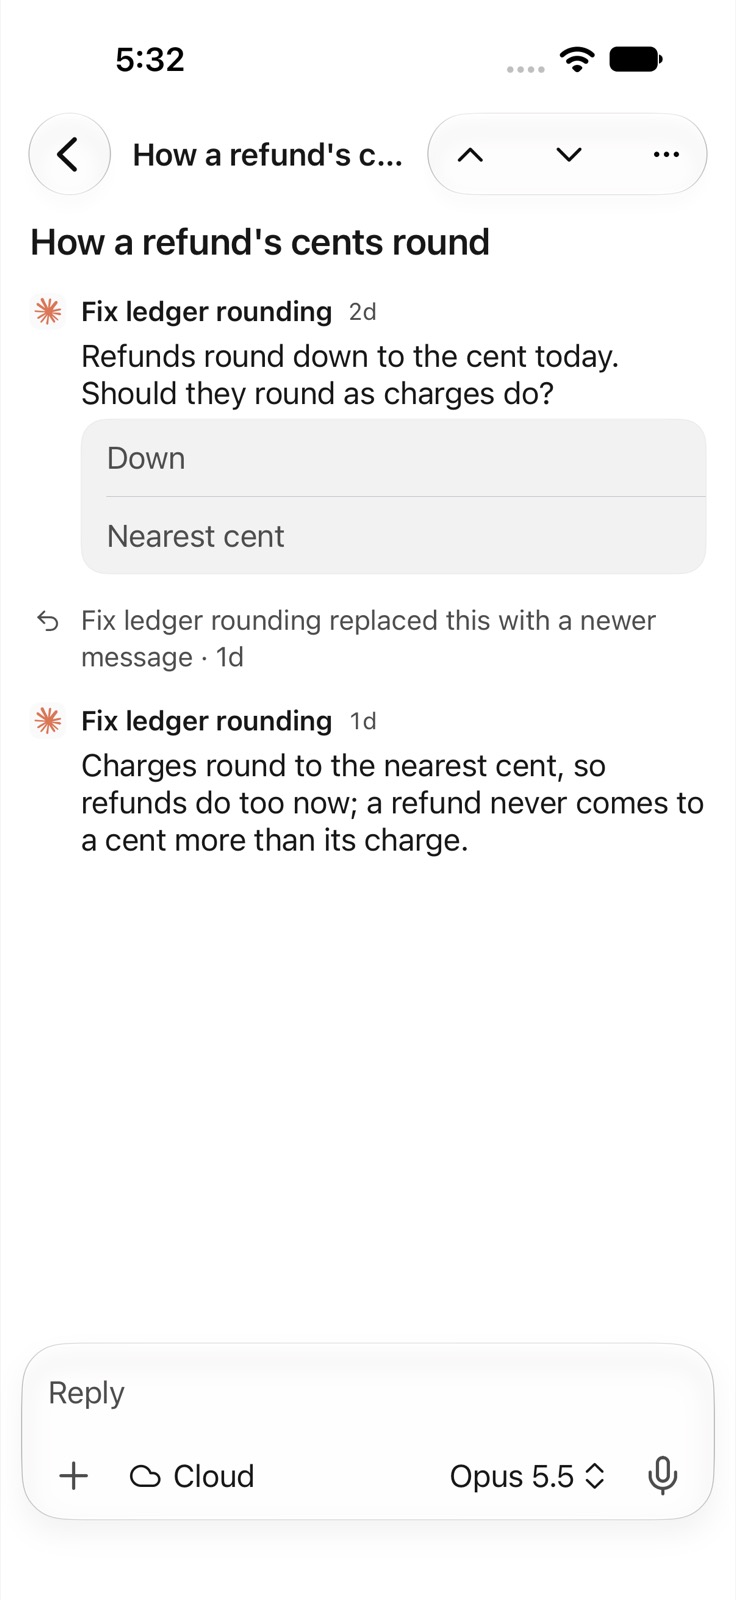 5:32
How a refund's c...
How a refund's cents round
Fix ledger rounding 2d
Refunds round down to the cent today.
Should they round as charges do?
Down
Nearest cent
Fix ledger rounding replaced this with a newer
message · 1d
Fix ledger rounding 1d
Charges round to the nearest cent, so
refunds do too now; a refund never comes to
a cent more than its charge.
Reply
Cloud
Opus 5.5